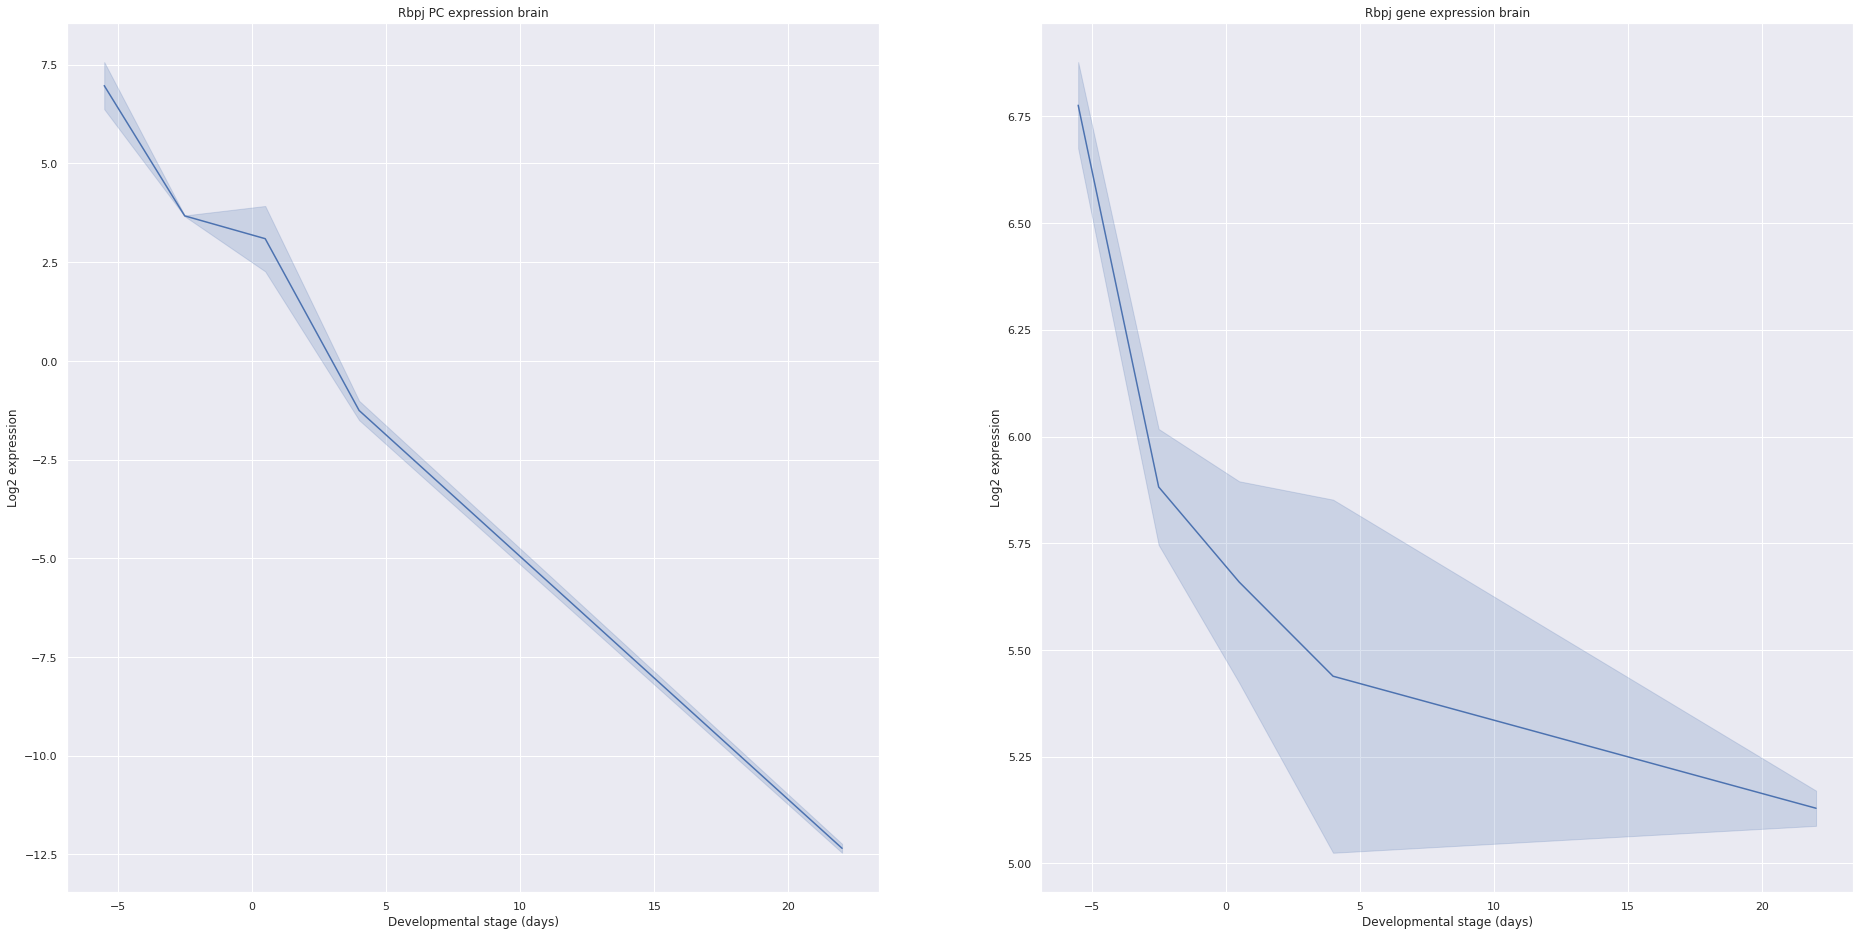 Rbpj PC expression brain
7.5
5.0
2.5
0.0
−2.5
−5.0
−7.5
−10.0
−12.5
Log2 expression
−5 0 5 10 15 20
Developmental stage (days)
Rbpj gene expression brain
6.75
6.50
6.25
6.00
5.75
5.50
5.25
5.00
Log2 expression
−5 0 5 10 15 20
Developmental stage (days)